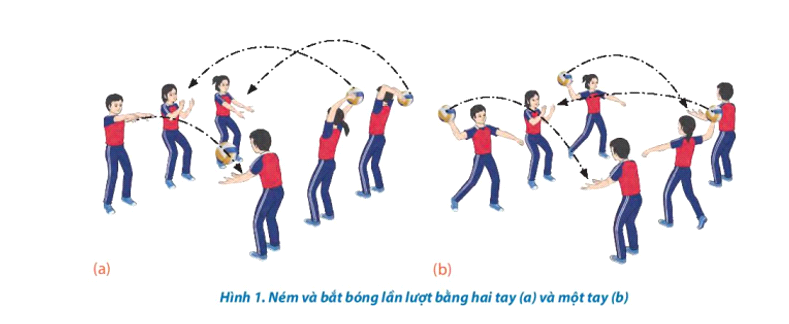 (a)
(b)
Hình 1. Ném và bắt bóng lần lượt bằng hai tay (a) và một tay (b)